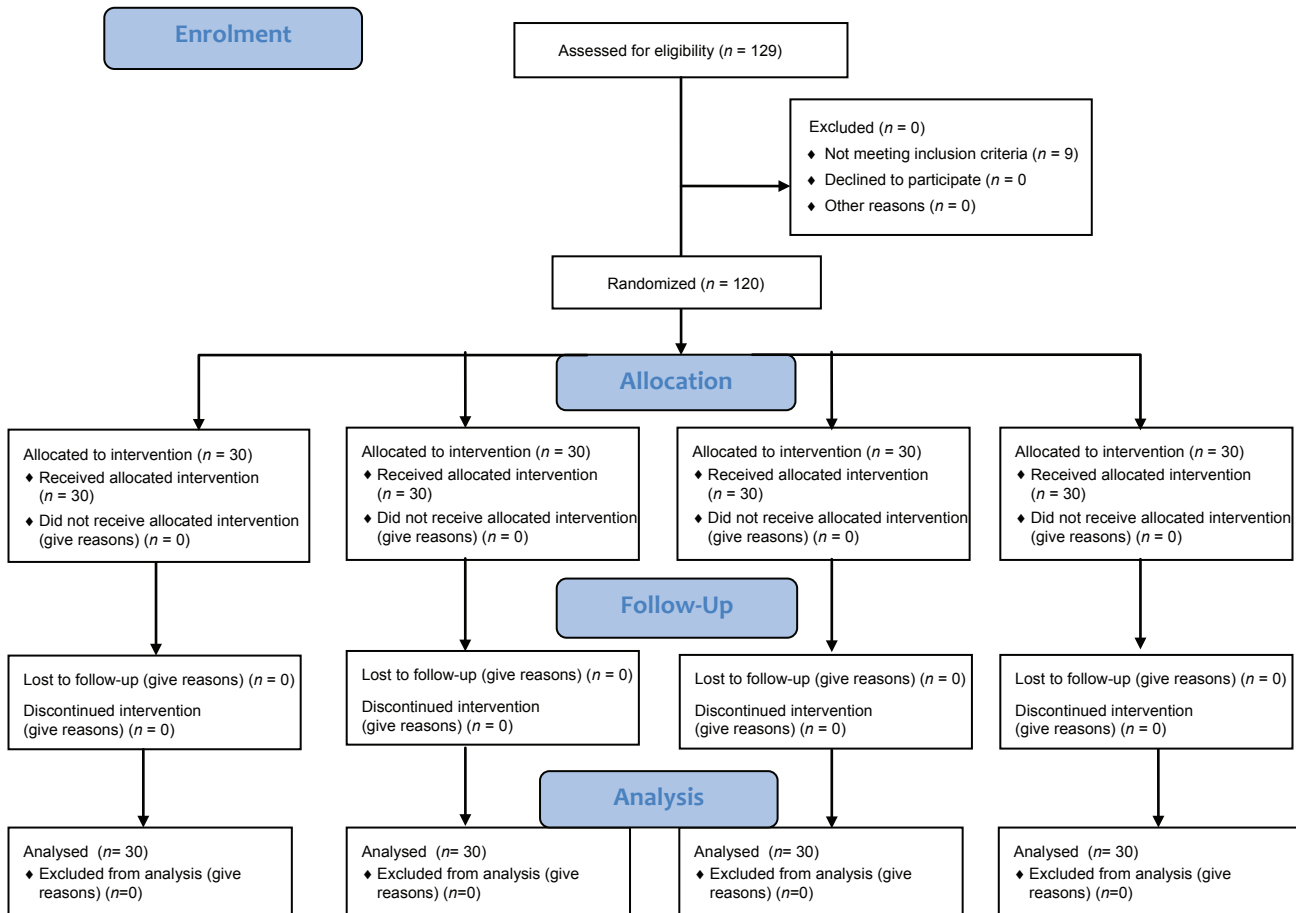 Enrolment
Assessed for eligibility (n = 129)
Excluded (n = 0)
♦ Not meeting inclusion criteria (n = 9)
♦ Declined to participate (n = 0
♦ Other reasons (n = 0)
Randomized (n = 120)
Allocation
Allocated to intervention (n = 30)
♦ Received allocated intervention
(n = 30)
♦ Did not receive allocated intervention
(give reasons) (n = 0)
Allocated to intervention (n = 30)
♦ Received allocated intervention
(n = 30)
♦ Did not receive allocated intervention
(give reasons) (n = 0)
Allocated to intervention (n = 30)
♦ Received allocated intervention
(n = 30)
♦ Did not receive allocated intervention
(give reasons) (n = 0)
Allocated to intervention (n = 30)
♦ Received allocated intervention
(n = 30)
♦ Did not receive allocated intervention
(give reasons) (n = 0)
Follow-Up
Lost to follow-up (give reasons) (n = 0)
Discontinued intervention
(give reasons) (n = 0)
Lost to follow-up (give reasons) (n = 0)
Discontinued intervention
(give reasons) (n = 0)
Lost to follow-up (give reasons) (n = 0)
Discontinued intervention
(give reasons) (n = 0)
Lost to follow-up (give reasons) (n = 0)
Discontinued intervention
(give reasons) (n = 0)
Analysis
Analysed (n= 30)
♦ Excluded from analysis (give
reasons) (n=0)
Analysed (n= 30)
♦ Excluded from analysis (give
reasons) (n=0)
Analysed (n= 30)
♦ Excluded from analysis (give
reasons) (n=0)
Analysed (n= 30)
♦ Excluded from analysis (give
reasons) (n=0)